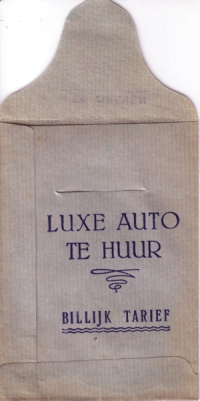 LUXE AUTO
TE HUUR
BILLIJK TARIEF